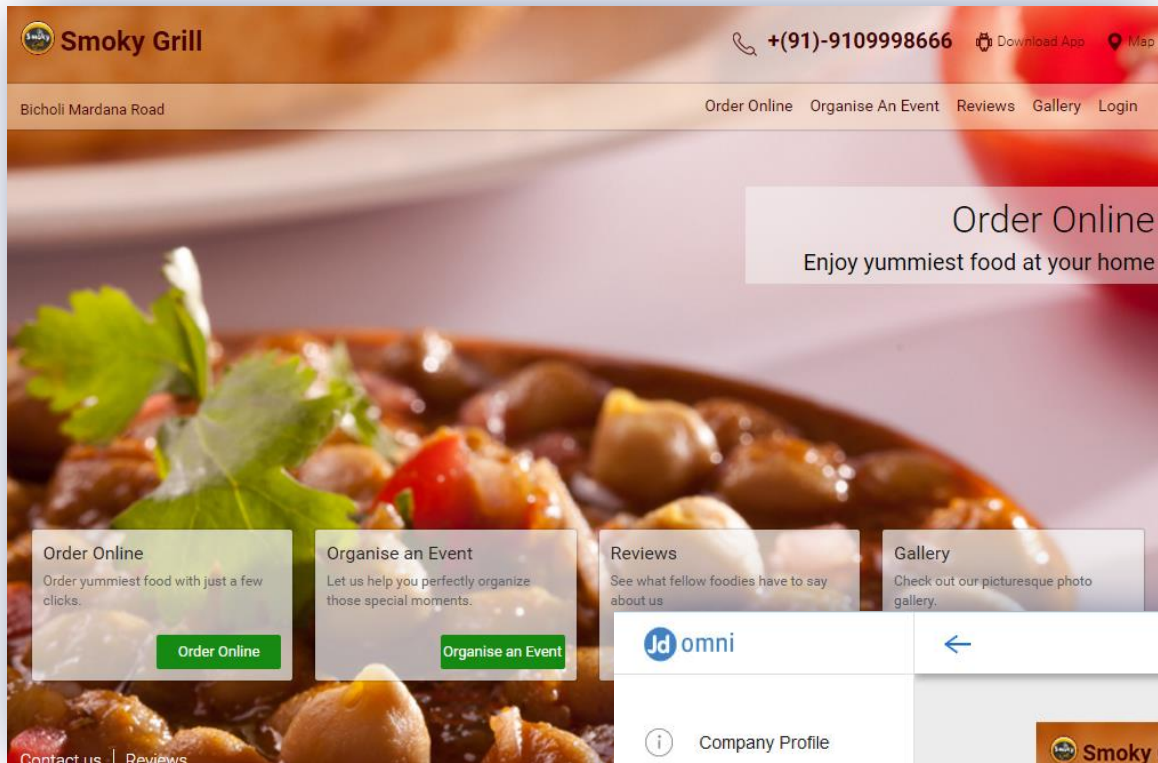 Smoky Grill
+(91)-9109998666 Download App Map
Bicholi Mardana Road
Order Online Organise An Event Reviews Gallery Login
Order Online
Enjoy yummiest food at your home
Order Online
Order yummiest food with just a few
clicks.
Order Online
Organise an Event
Let us help you perfectly organize
those special moments.
Organise an Event
Reviews
See what fellow foodies have to say
about us
Gallery
Check out our picturesque photo
gallery.
Jd omni
Company Profile
Smoky
Contact us | Reviews